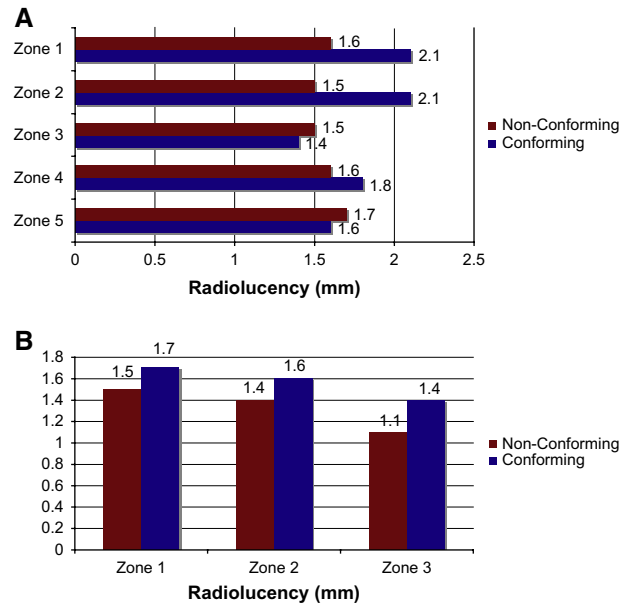 A
Zone 1
1.6
2.1
Zone 2
1.5
2.1
Zone 3
1.5
1.4
Zone 4
1.6
1.8
Zone 5
1.7
1.6
0 0.5 1 1.5 2 2.5
Radiolucency (mm)
Non-Conforming
Conforming
B
1.8
1.6
1.4
1.2
1
0.8
0.6
0.4
0.2
0
1.5 1.7 1.4 1.6 1.1 1.4
Zone 1 Zone 2 Zone 3
Radiolucency (mm)
Non-Conforming
Conforming